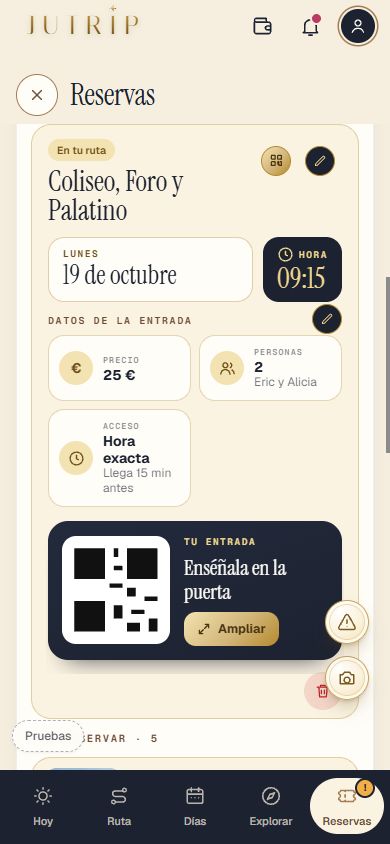 JUTRIP
Reservas
En tu ruta
Coliseo, Foro y
Palatino
LUNES
19 de octubre
HORA
09:15
DATOS DE LA ENTRADA
€
PRECIO
25 €
PERSONAS
2
Eric y Alicia
ACCESO
Hora
exacta
Llega 15 min
antes
TU ENTRADA
Enséñala en la
puerta
Ampliar
Pruebas
ERVAR · 5
Hoy
Ruta
Días
Explorar
!
Reservas